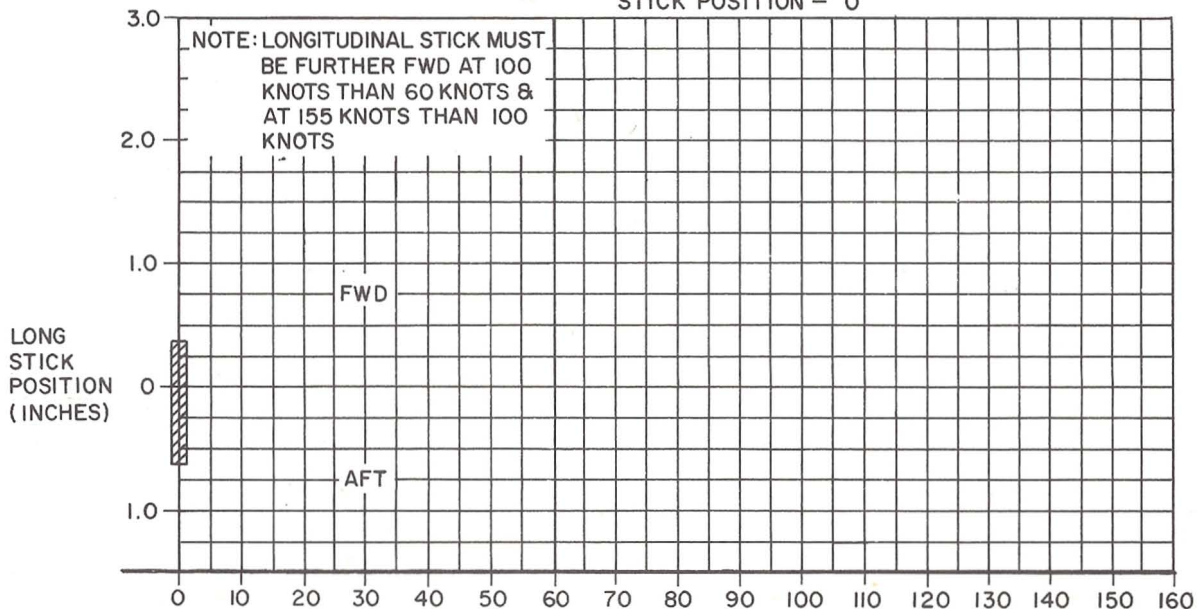 STICK POSITION - "0"
3.0
NOTE: LONGITUDINAL STICK MUST
BE FURTHER FWD AT 100
KNOTS THAN 60 KNOTS &
AT 155 KNOTS THAN 100
KNOTS
2.0
1.0
FWD
LONG
STICK
POSITION
(INCHES)
0
AFT
1.0
0 10 20 30 40 50 60 70 80 90 100 110 120 130 140 150 160